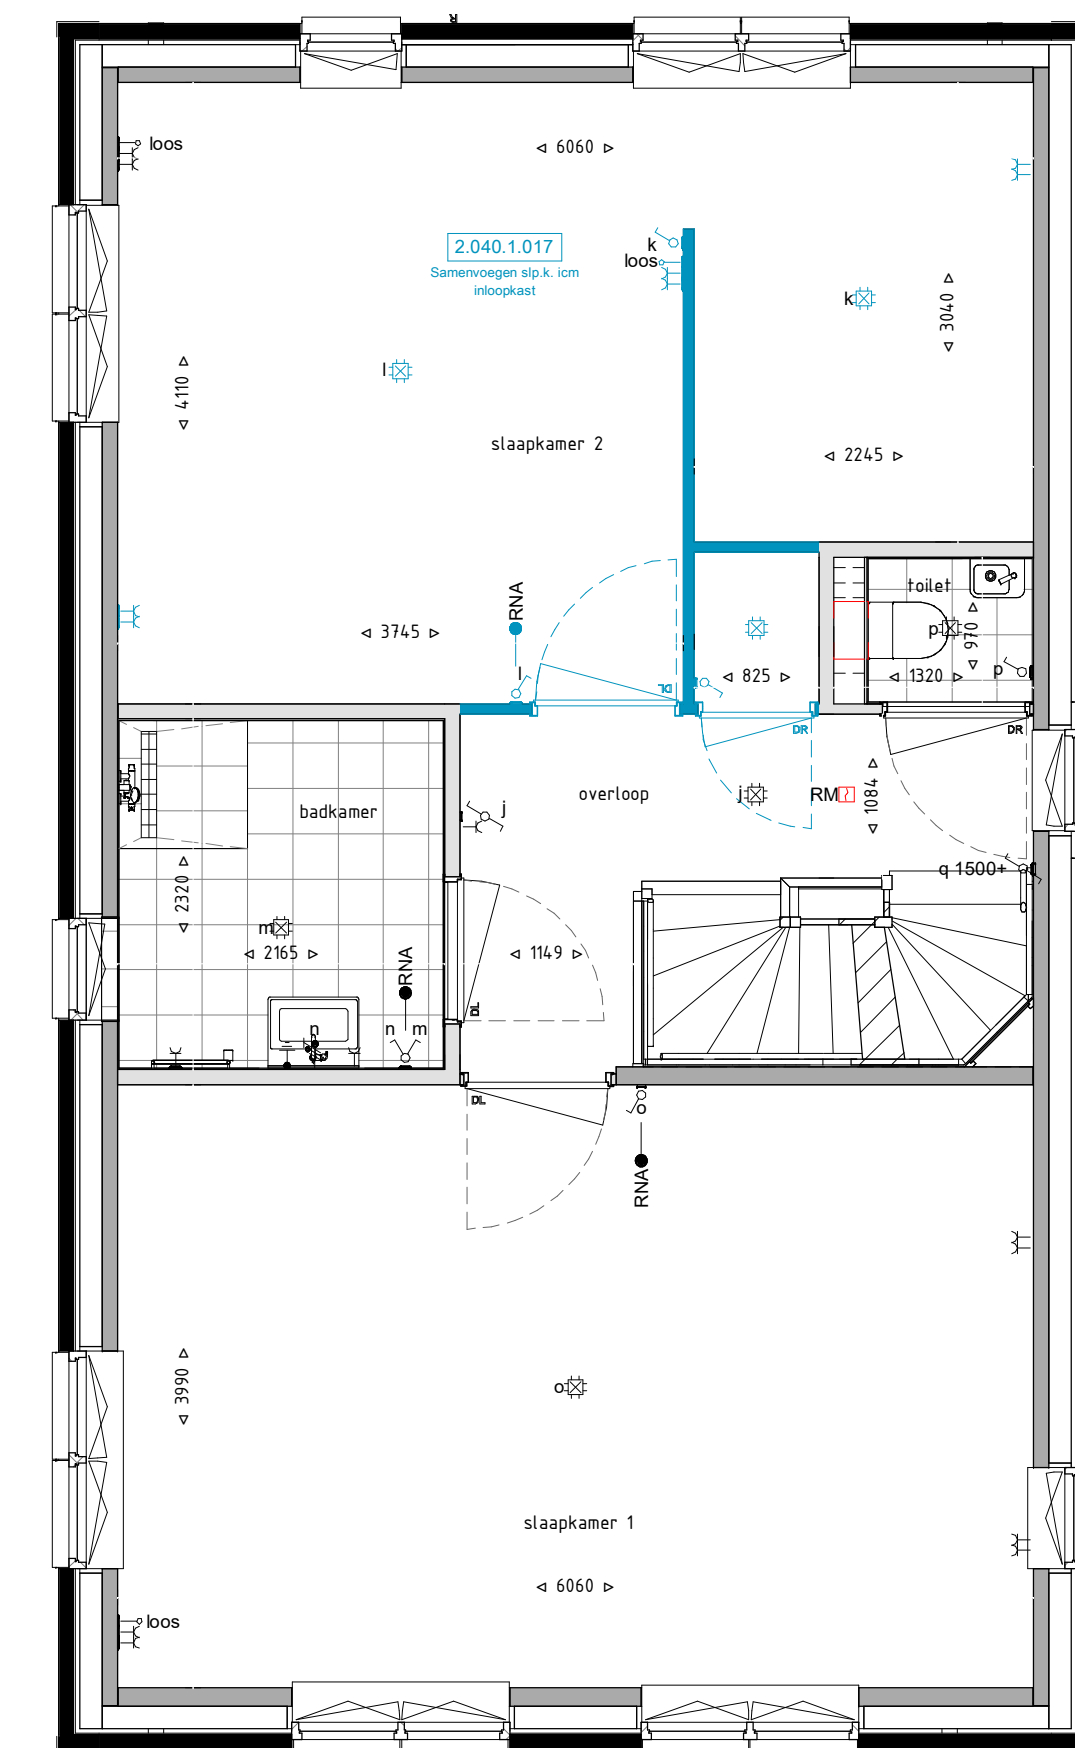 R
loos
6060
k
loos
2.040.1.017
Samenvoegen slp.k. icm
inloopkast
k
3040
l
4110
slaapkamer 2
2245
RNA
toilet
p
970
3745
l
825
1320
p
DL
DR
DR
badkamer
j
overloop
j
RM
1084
2320
q 1500+
m
2165
RNA
1149
n
n m
DL
DL
o
RNA
3990
o
slaapkamer 1
6060
loos